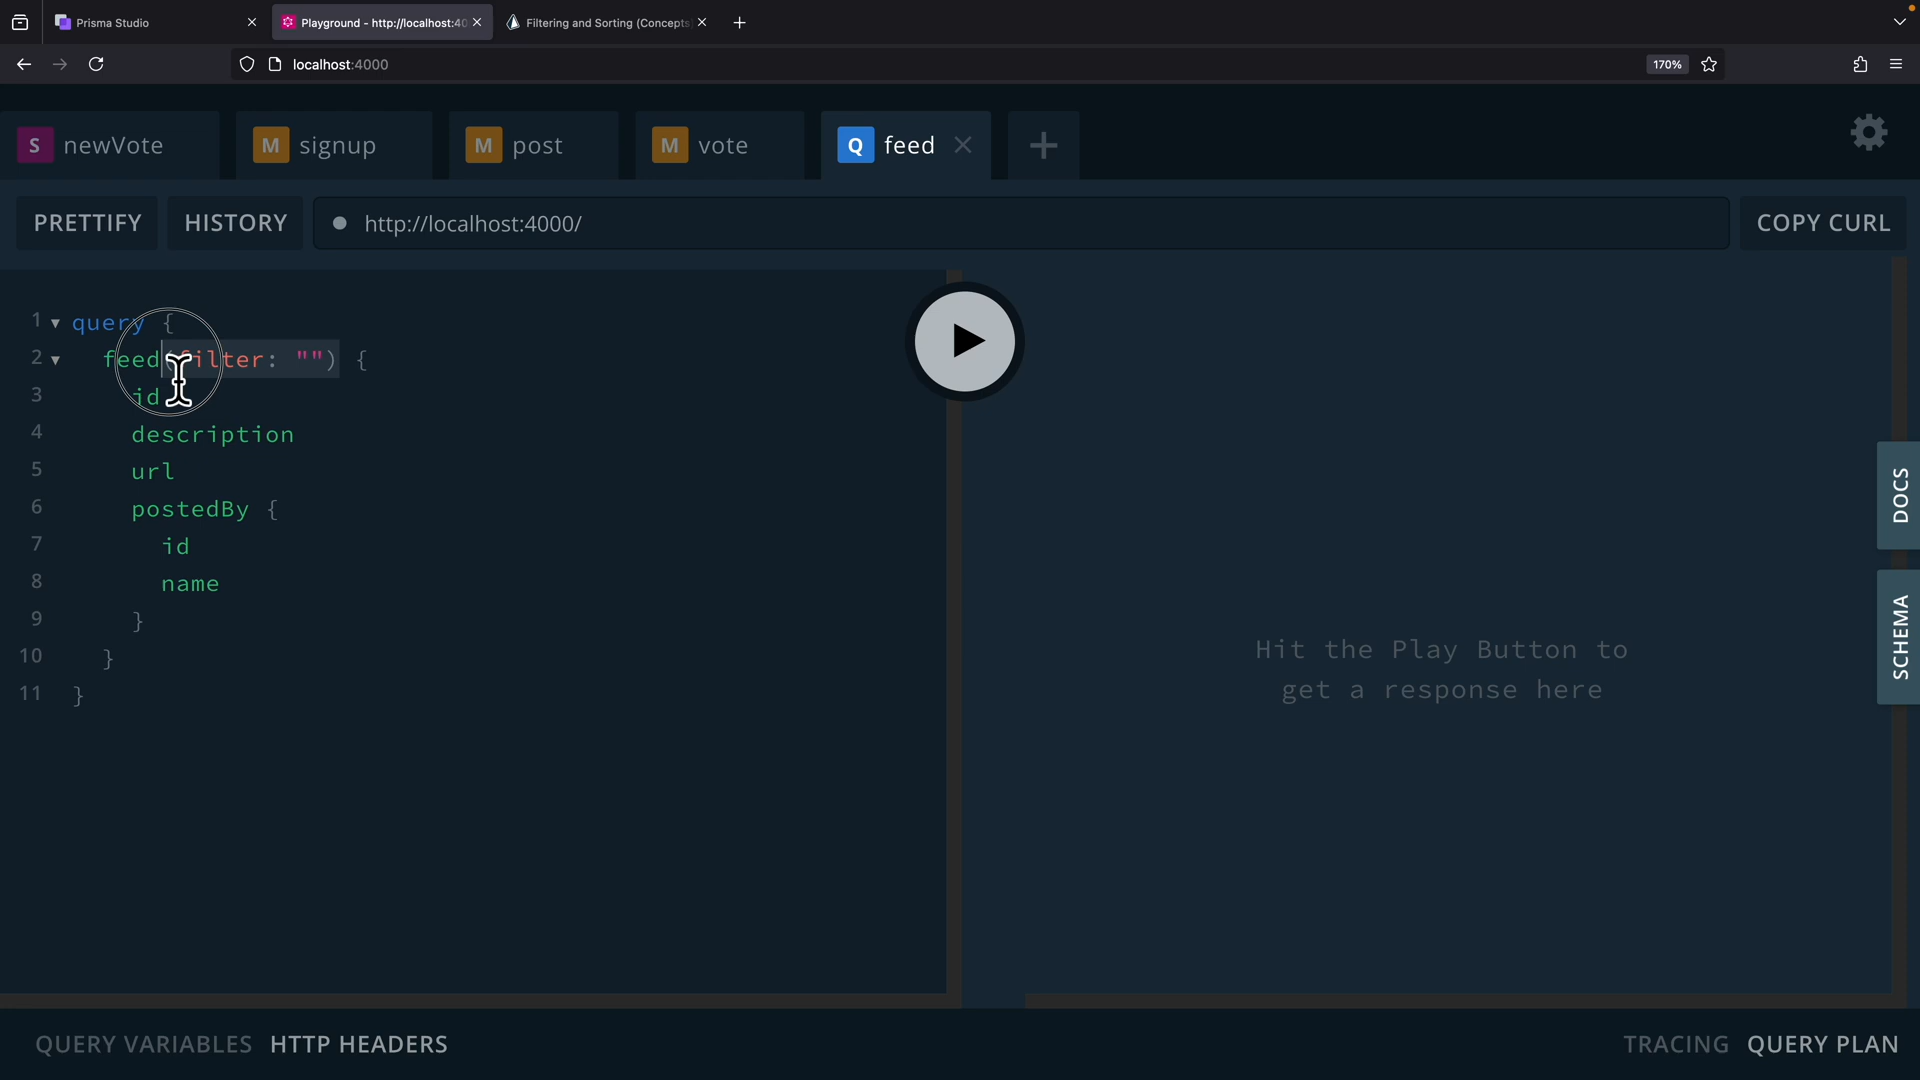 Prisma Studio
Playground - http://localhost:40
Filtering and Sorting (Concepts
localhost:4000
170%
S newVote
M signup
M post
M vote
Q feed
PRETTIFY
HISTORY
http://localhost:4000/
COPY CURL
1 query {
2 feed(filter: "") {
3 id
4 description
5 url
6 postedBy {
7 id
8 name
9 }
10 }
11 }
Hit the Play Button to
get a response here
DOCS
SCHEMA
QUERY VARIABLES HTTP HEADERS
TRACING QUERY PLAN